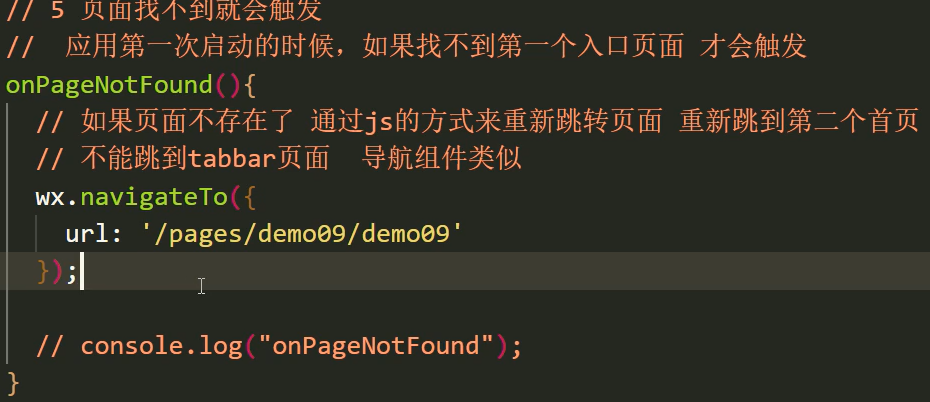 // 5 页面找不到就会触发
//  应用第一次启动的时候，如果找不到第一个入口页面 才会触发
onPageNotFound(){
  // 如果页面不存在了 通过js的方式来重新跳转页面 重新跳到第二个首页
  // 不能跳到tabbar页面  导航组件类似
  wx.navigateTo({
    url: '/pages/demo09/demo09'
  });
  // console.log("onPageNotFound");
}